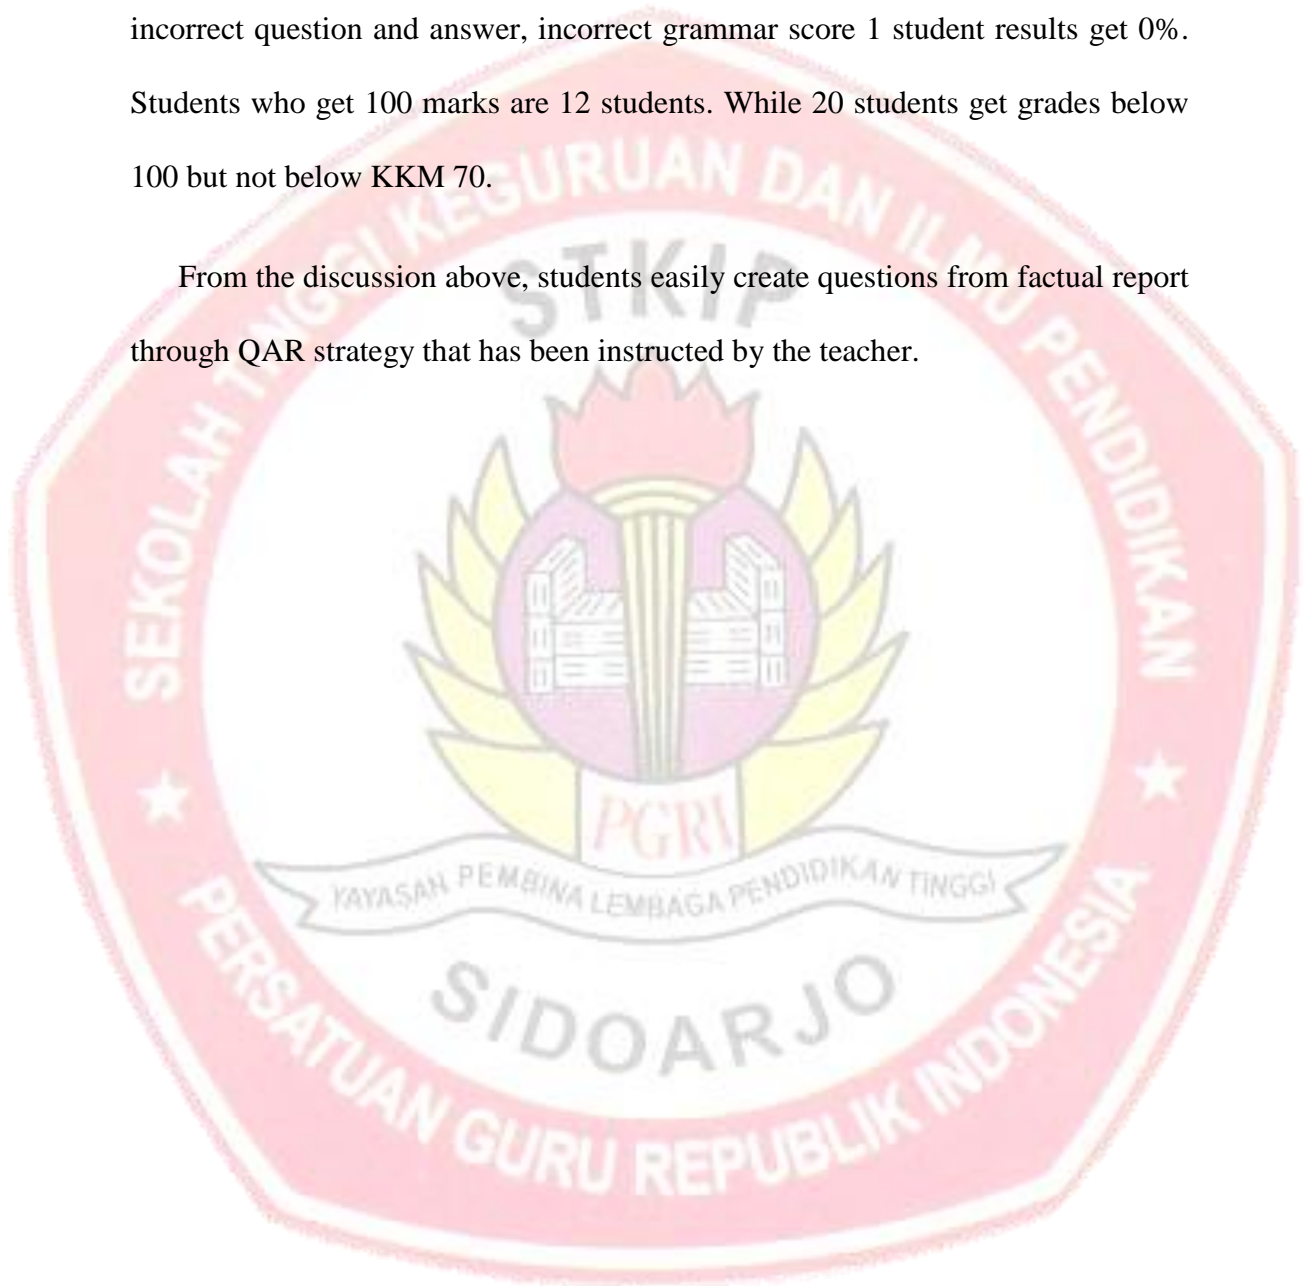 incorrect question and answer, incorrect grammar score 1 student results get 0%.
Students who get 100 marks are 12 students. While 20 students get grades below
100 but not below KKM 70.
From the discussion above, students easily create questions from factual report
through QAR strategy that has been instructed by the teacher.
SEKOLAH TINGGI KEGURUAN DAN ILMU PENDIDIKAN
STKIP
PGRI
YAYASAN PEMBINA LEMBAGA PENDIDIKAN TINGGI
SIDOARJO
PERSATUAN GURU REPUBLIK INDONESIA